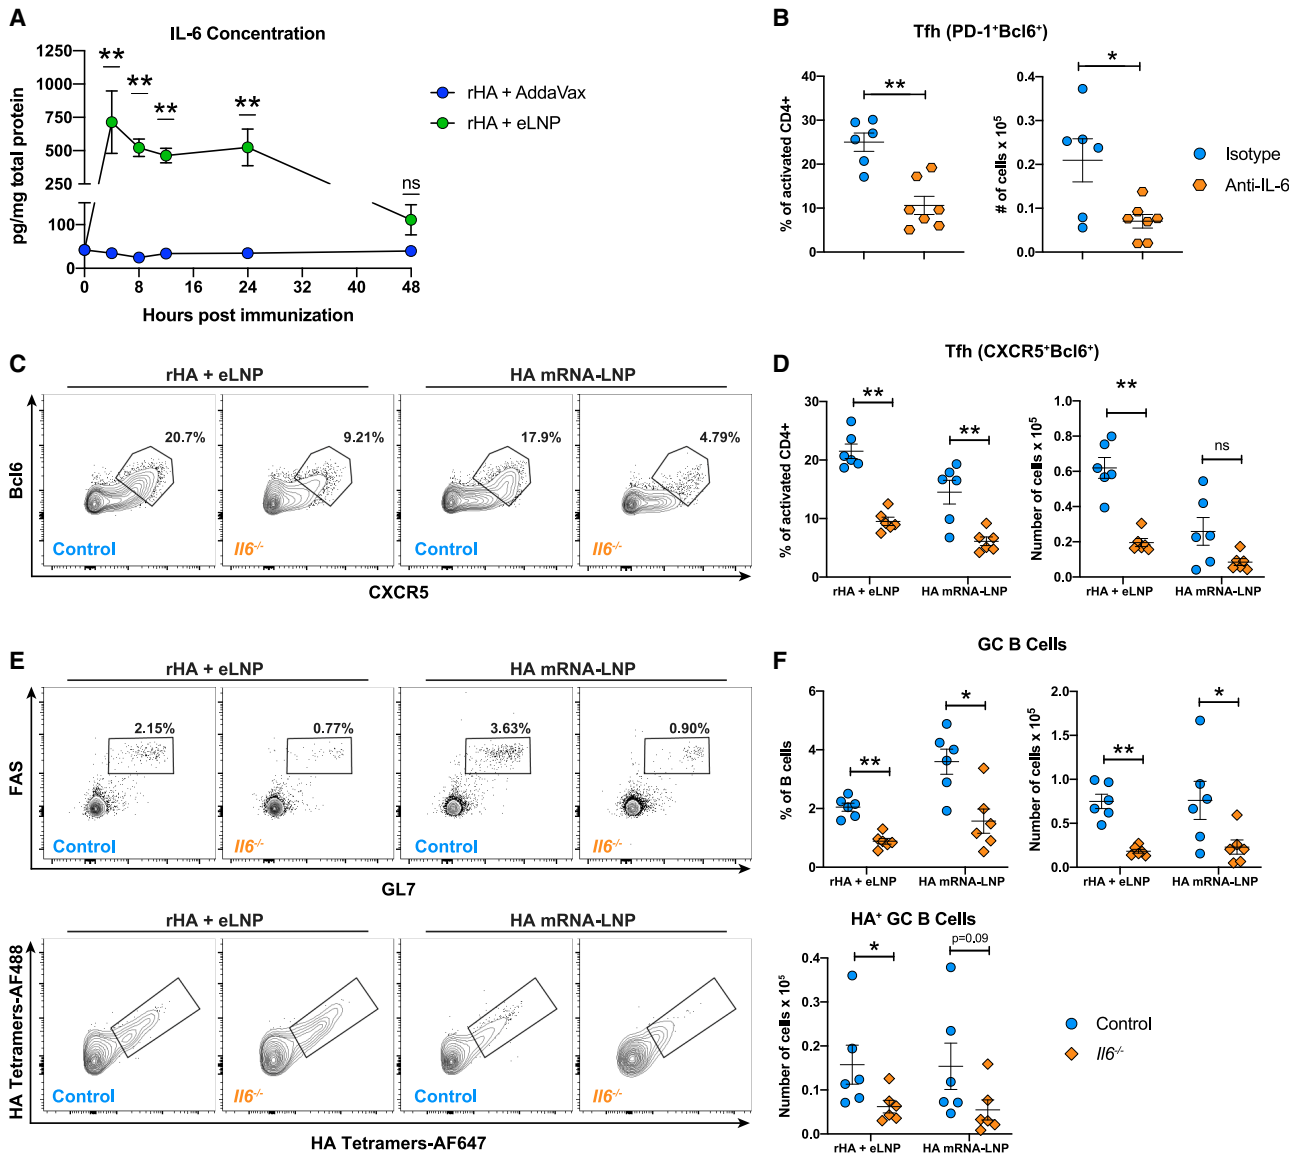 A
IL-6 Concentration
pg/mg total protein
1250
1000
750
500
250
100
0
** ** ** ** ns
0 8 16 24 32 40 48
Hours post immunization
rHA + AddaVax
rHA + eLNP
B
Tfh (PD-1⁺Bcl6⁺)
% of activated CD4+
40
30
20
10
0
**
# of cells x 10⁵
0.4
0.3
0.2
0.1
0.0
*
Isotype
Anti-IL-6
C
rHA + eLNP HA mRNA-LNP
Bcl6
20.7% 9.21% 17.9% 4.79%
Control Il6⁻/⁻ Control Il6⁻/⁻
CXCR5
D
Tfh (CXCR5⁺Bcl6⁺)
% of activated CD4+
30
20
10
0
** **
rHA + eLNP HA mRNA-LNP
Number of cells x 10⁵
1.0
0.8
0.6
0.4
0.2
0.0
** ns
rHA + eLNP HA mRNA-LNP
E
rHA + eLNP HA mRNA-LNP
FAS
2.15% 0.77% 3.63% 0.90%
Control Il6⁻/⁻ Control Il6⁻/⁻
GL7
rHA + eLNP HA mRNA-LNP
HA Tetramers-AF488
Control Il6⁻/⁻ Control Il6⁻/⁻
HA Tetramers-AF647
F
GC B Cells
% of B cells
6
4
2
0
** *
rHA + eLNP HA mRNA-LNP
Number of cells x 10⁵
2.0
1.5
1.0
0.5
0.0
** *
rHA + eLNP HA mRNA-LNP
HA⁺ GC B Cells
Number of cells x 10⁵
0.4
0.3
0.2
0.1
0.0
* p=0.09
rHA + eLNP HA mRNA-LNP
Control
Il6⁻/⁻